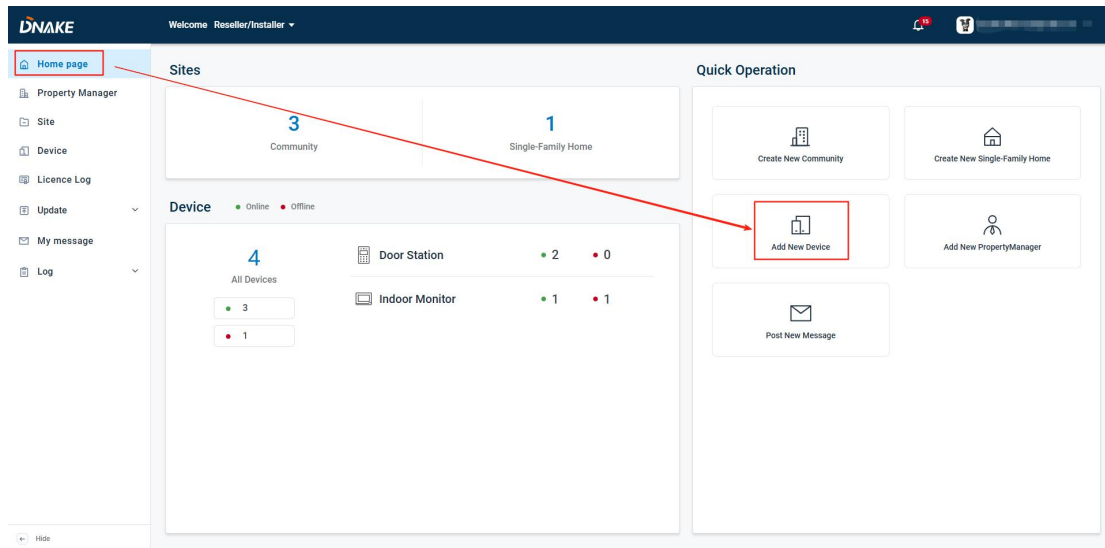 DNAKE
Welcome Reseller/Installer
15
Home page
Property Manager
Site
Device
Licence Log
Update
My message
Log
Hide
Sites
3
Community
1
Single-Family Home
Device
Online
Offline
4
All Devices
3
1
Door Station
2
0
Indoor Monitor
1
1
Quick Operation
Create New Community
Create New Single-Family Home
Add New Device
Add New PropertyManager
Post New Message